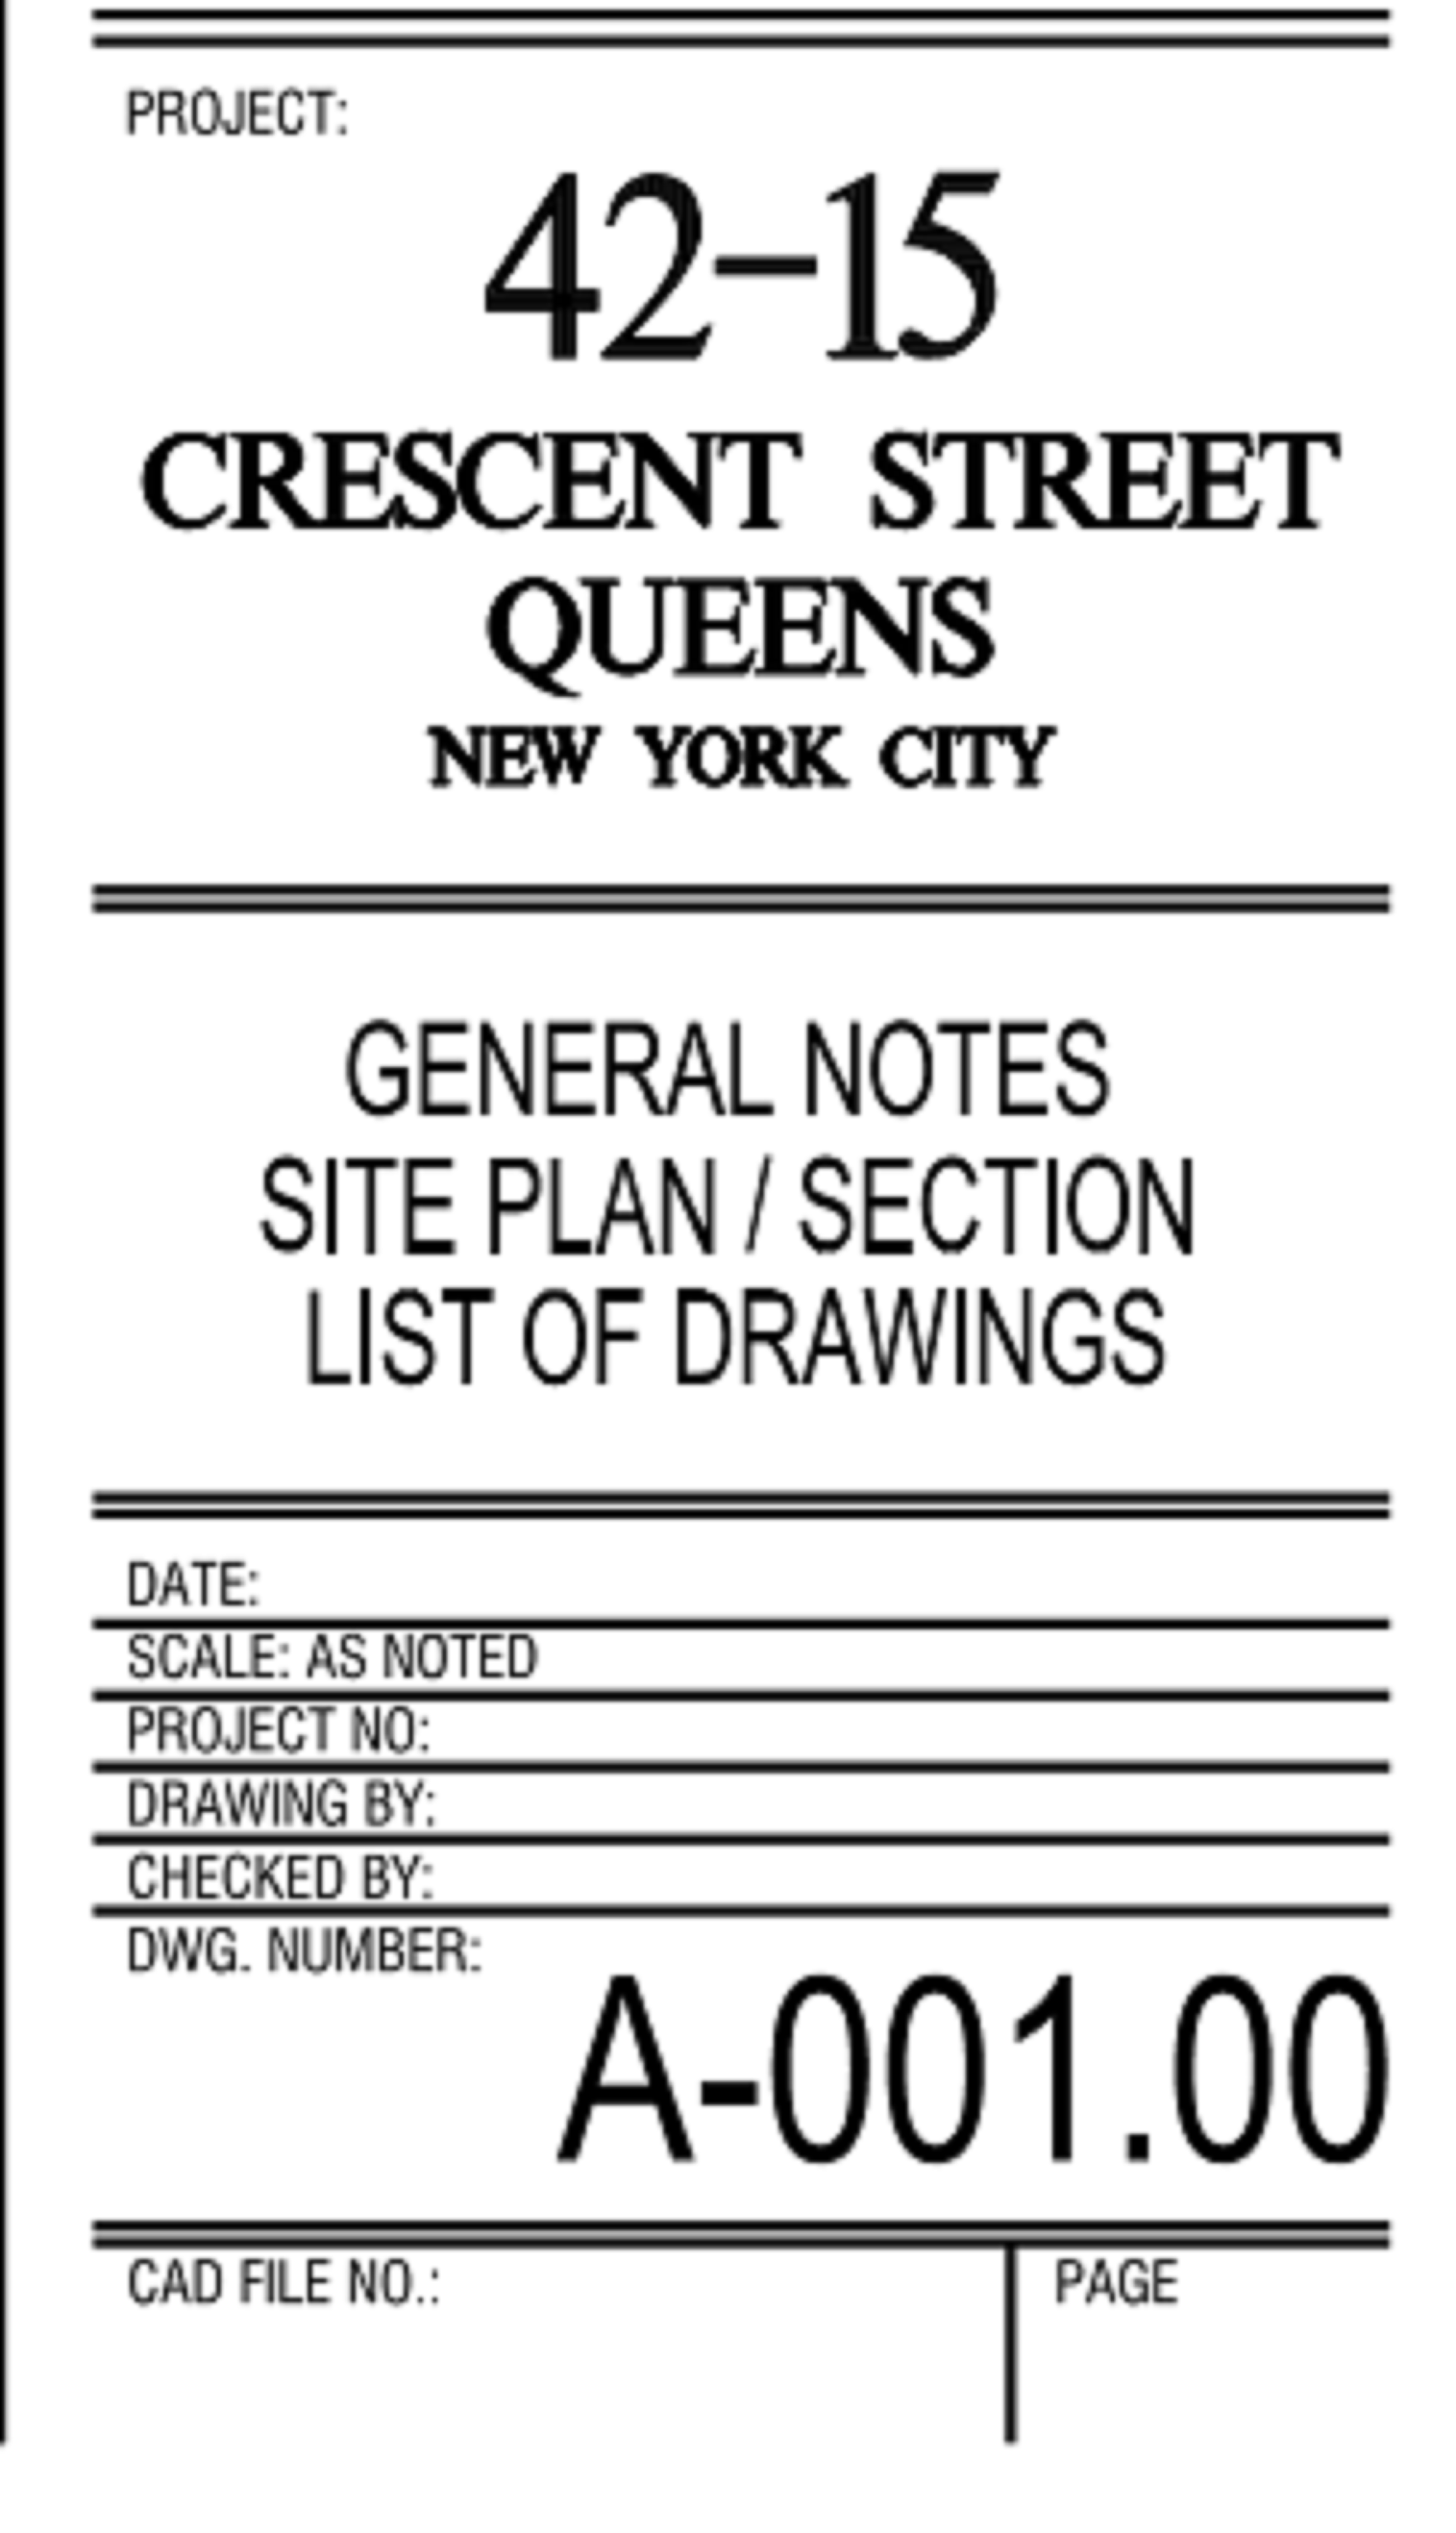 PROJECT:
42-15
CRESCENT STREET
QUEENS
NEW YORK CITY
GENERAL NOTES
SITE PLAN / SECTION
LIST OF DRAWINGS
DATE:
SCALE: AS NOTED
PROJECT NO:
DRAWING BY:
CHECKED BY:
DWG. NUMBER:
A-001.00
CAD FILE NO.: PAGE